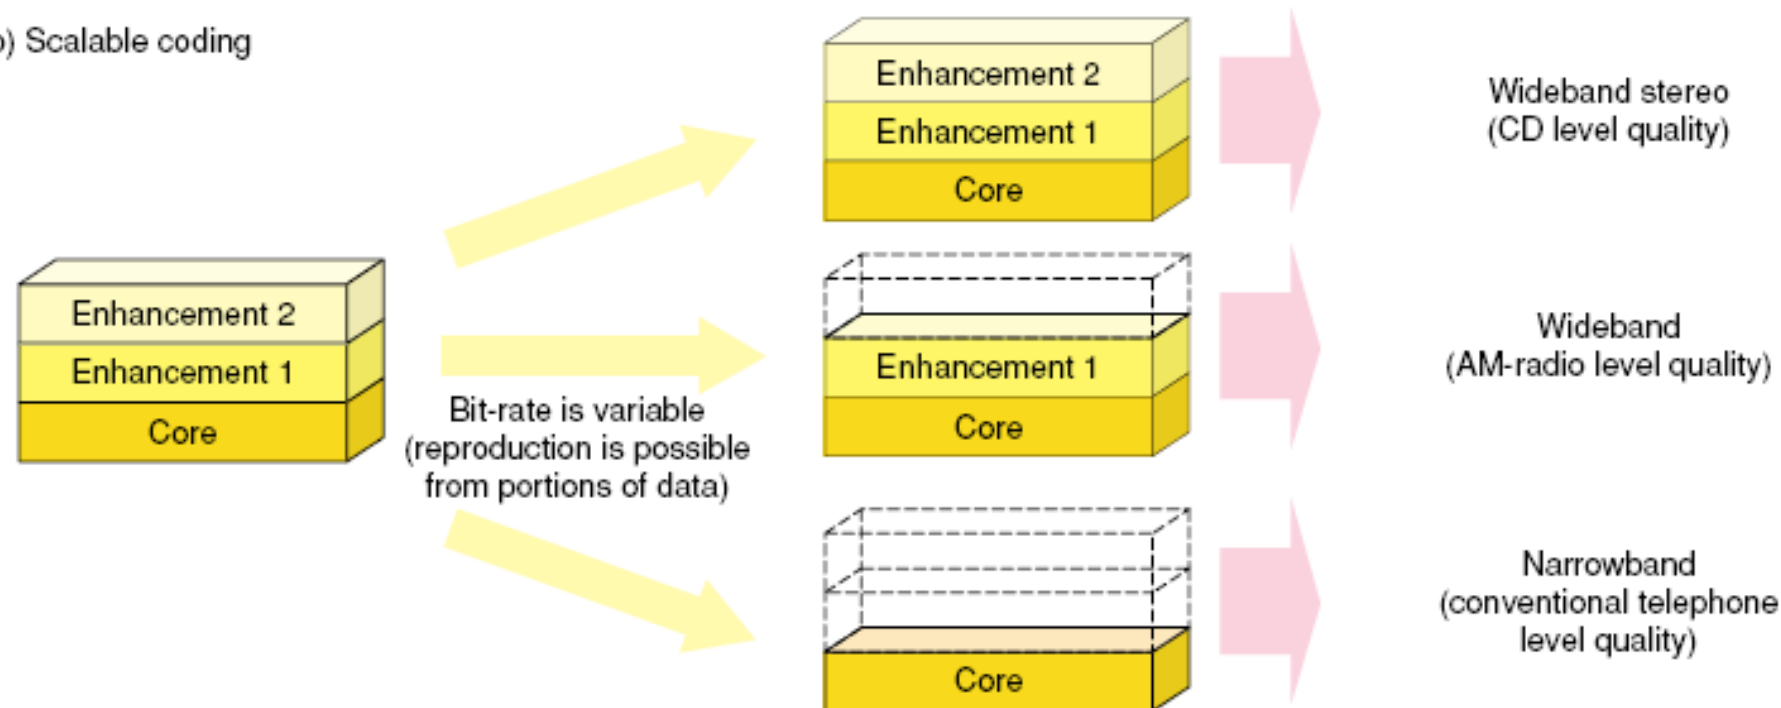 ) Scalable coding
Enhancement 2
Enhancement 1
Core
Wideband stereo
(CD level quality)
Enhancement 2
Enhancement 1
Core
Bit-rate is variable
(reproduction is possible
from portions of data)
Enhancement 1
Core
Wideband
(AM-radio level quality)
Core
Narrowband
(conventional telephone
level quality)